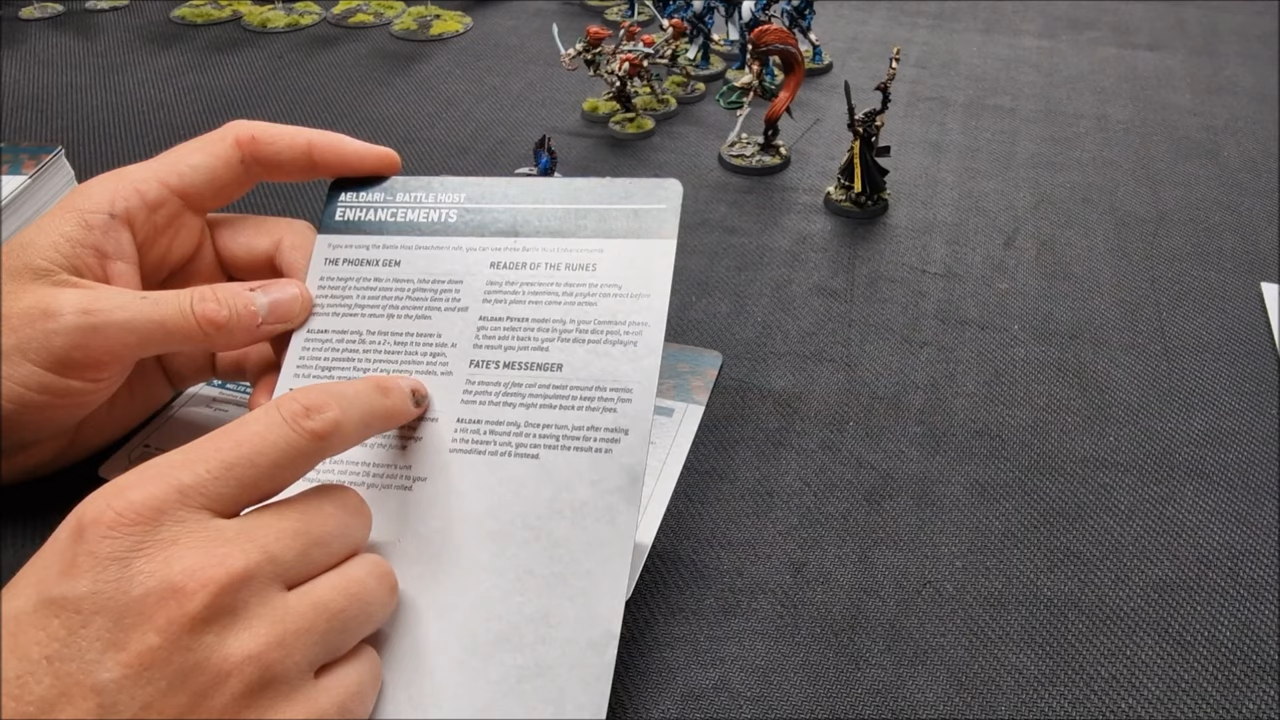 AELDARI – BATTLE HOST
ENHANCEMENTS
If you are using the Battle Host Detachment rule, you can use these Battle Host Enhancements.
THE PHOENIX GEM
At the height of the War in Heaven, Isha drew down
the heat of a hundred stars into a glittering gem to
save Asuryan. It is said that the Phoenix Gem is the
only surviving fragment of this ancient stone, and still
retains the power to return life to the fallen.
AELDARI model only. The first time the bearer is
destroyed, roll one D6: on a 2+, keep it to one side. At
the end of the phase, set the bearer back up again,
as close as possible to its previous position and not
within Engagement Range of any enemy models, with
its full wounds
of the future
Each time the bearer's unit
unit, roll one D6 and add it to your
displaying the result you just rolled.
READER OF THE RUNES
Using their prescience to discern the enemy
commander's intentions, this psyker can react before
the foe's plans even come into action.
AELDARI PSYKER model only. In your Command phase,
you can select one dice in your Fate dice pool, re-roll
it, then add it back to your Fate dice pool displaying
the result you just rolled.
FATE'S MESSENGER
The strands of fate coil and twist around this warrior,
the paths of destiny manipulated to keep them from
harm so that they might strike back at their foes.
AELDARI model only. Once per turn, just after making
a Hit roll, a Wound roll or a saving throw for a model
in the bearer's unit, you can treat the result as an
unmodified roll of 6 instead.